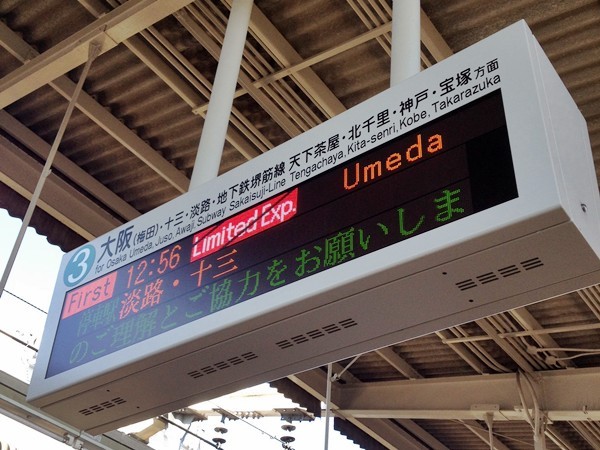 3 大阪(梅田)・十三・淡路・地下鉄堺筋線 天下茶屋・北千里・神戸・宝塚方面
for Osaka Umeda, Juso, Awaji, Subway Sakaisuji-Line Tengachaya, Kita-senri, Kobe, Takarazuka
First 12:56 Limited Exp. Umeda
停車駅 淡路・十三
のご理解とご協力をお願いしま